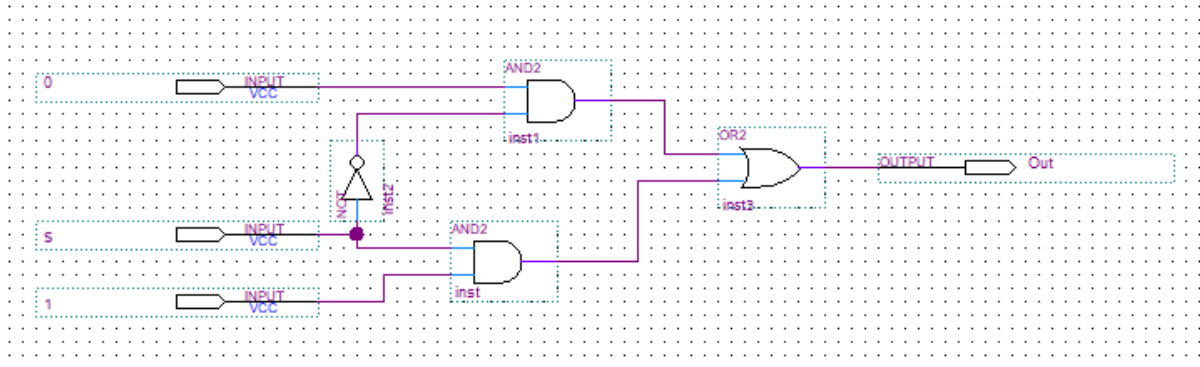 AND2
0
INPUT
VCC
inst1
OR2
OUTPUT
Out
NOT
inst2
inst3
s
INPUT
VCC
AND2
inst
1
INPUT
VCC